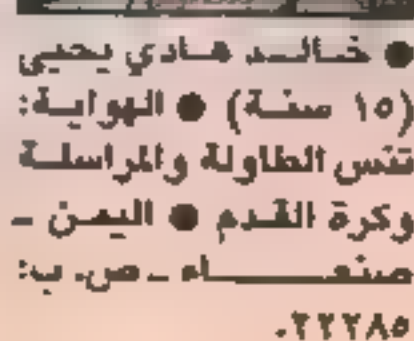 ● خالد هادي يحيى
(١٥ سنة) ● الهواية:
تنس الطاولة والمراسلة
وكرة القدم ● اليمن ـ
صنعاء ـ ص. ب:
٢٢٢٨٥.